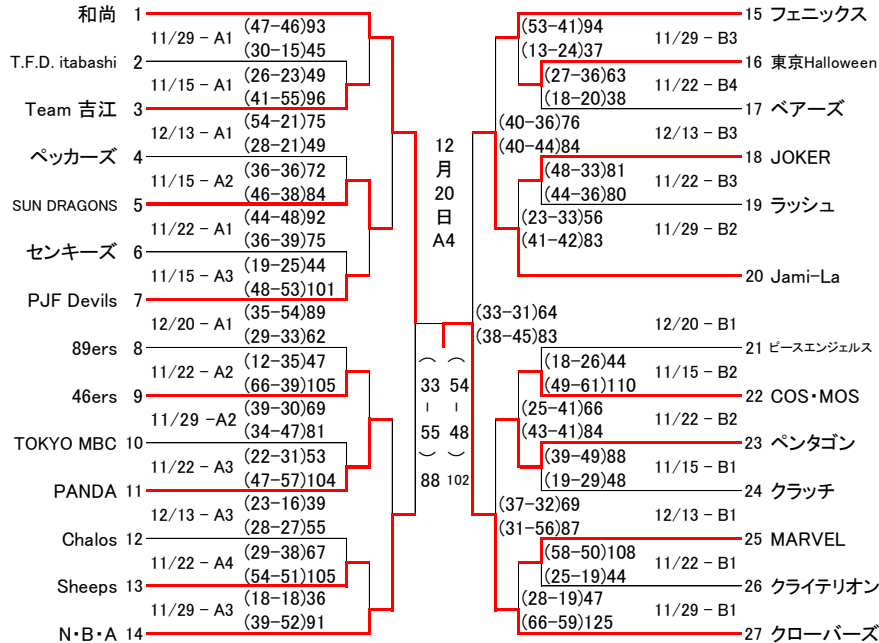 和尚 1
11/29 - A1
(47-46)93
(30-15)45
T.F.D. itabashi 2
11/15 - A1
(26-23)49
(41-55)96
Team 吉江 3
12/13 - A1
(54-21)75
(28-21)49
ペッカーズ 4
11/15 - A2
(36-36)72
(46-38)84
SUN DRAGONS 5
11/22 - A1
(44-48)92
(36-39)75
センキーズ 6
11/15 - A3
(19-25)44
(48-53)101
PJF Devils 7
12/20 - A1
(35-54)89
(29-33)62
89ers 8
11/22 - A2
(12-35)47
(66-39)105
46ers 9
11/29 -A2
(39-30)69
(34-47)81
TOKYO MBC 10
11/22 - A3
(22-31)53
(47-57)104
PANDA 11
12/13 - A3
(23-16)39
(28-27)55
Chalos 12
11/22 - A4
(29-38)67
(54-51)105
Sheeps 13
11/29 - A3
(18-18)36
(39-52)91
N・B・A 14
12月20日A4
(33-55)88
(54-48)102
15 フェニックス
(53-41)94
(13-24)37
11/29 - B3
16 東京Halloween
(27-36)63
(18-20)38
11/22 - B4
17 ベアーズ
(40-36)76
(40-44)84
12/13 - B3
18 JOKER
(48-33)81
(44-36)80
11/22 - B3
19 ラッシュ
(23-33)56
(41-42)83
11/29 - B2
20 Jami-La
(33-31)64
(38-45)83
12/20 - B1
21 ピースエンジェルス
(18-26)44
(49-61)110
11/15 - B2
22 COS・MOS
(25-41)66
(43-41)84
11/22 - B2
23 ペンタゴン
(39-49)88
(19-29)48
11/15 - B1
24 クラッチ
(37-32)69
(31-56)87
12/13 - B1
25 MARVEL
(58-50)108
(25-19)44
11/22 - B1
26 クライテリオン
(28-19)47
(66-59)125
11/29 - B1
27 クローバーズ